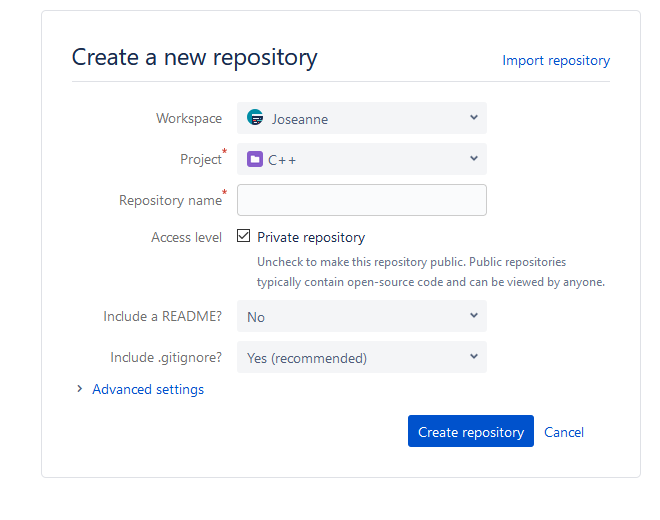 Create a new repository
Import repository
Workspace
Joseanne
Project*
C++
Repository name*
Access level
Private repository
Uncheck to make this repository public. Public repositories
typically contain open-source code and can be viewed by anyone.
Include a README?
No
Include .gitignore?
Yes (recommended)
Advanced settings
Create repository
Cancel